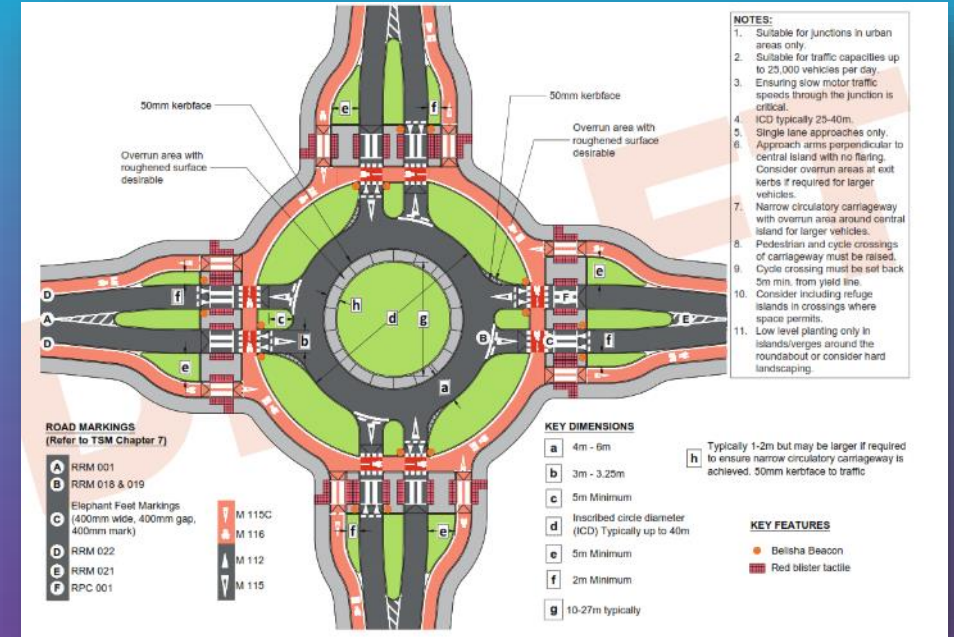 NOTES:
1. Suitable for junctions in urban
areas only.
2. Suitable for traffic capacities up
to 25,000 vehicles per day.
3. Ensuring slow motor traffic
speeds through the junction is
critical.
4. ICD typically 25-40m.
5. Single lane approaches only.
6. Approach arms perpendicular to
central island with no flaring.
Consider overrun areas at exit
kerbs if required for larger
vehicles.
7. Narrow circulatory carriageway
with overrun area around central
island for larger vehicles.
8. Pedestrian and cycle crossings
of carriageway must be raised.
9. Cycle crossing must be set back
5m min. from yield line.
10. Consider including refuge
islands in crossings where
space permits.
11. Low level planting only in
islands/verges around the
roundabout or consider hard
landscaping.
50mm kerbface
Overrun area with
roughened surface
desirable
50mm kerbface
Overrun area with
roughened surface
desirable
e
f
D
A
D
f
e
c
b
h
d
g
a
B
C
F
E
e
f
f
e
DRAFT
ROAD MARKINGS
(Refer to TSM Chapter 7)
A RRM 001
B RRM 018 & 019
C Elephant Feet Markings
(400mm wide, 400mm gap,
400mm mark)
D RRM 022
E RRM 021
F RPC 001
M 115C
M 116
M 112
M 115
KEY DIMENSIONS
a 4m - 6m
b 3m - 3.25m
c 5m Minimum
d Inscribed circle diameter
(ICD) Typically up to 40m
e 5m Minimum
f 2m Minimum
g 10-27m typically
h Typically 1-2m but may be larger if required
to ensure narrow circulatory carriageway is
achieved. 50mm kerbface to traffic
KEY FEATURES
Belisha Beacon
Red blister tactile